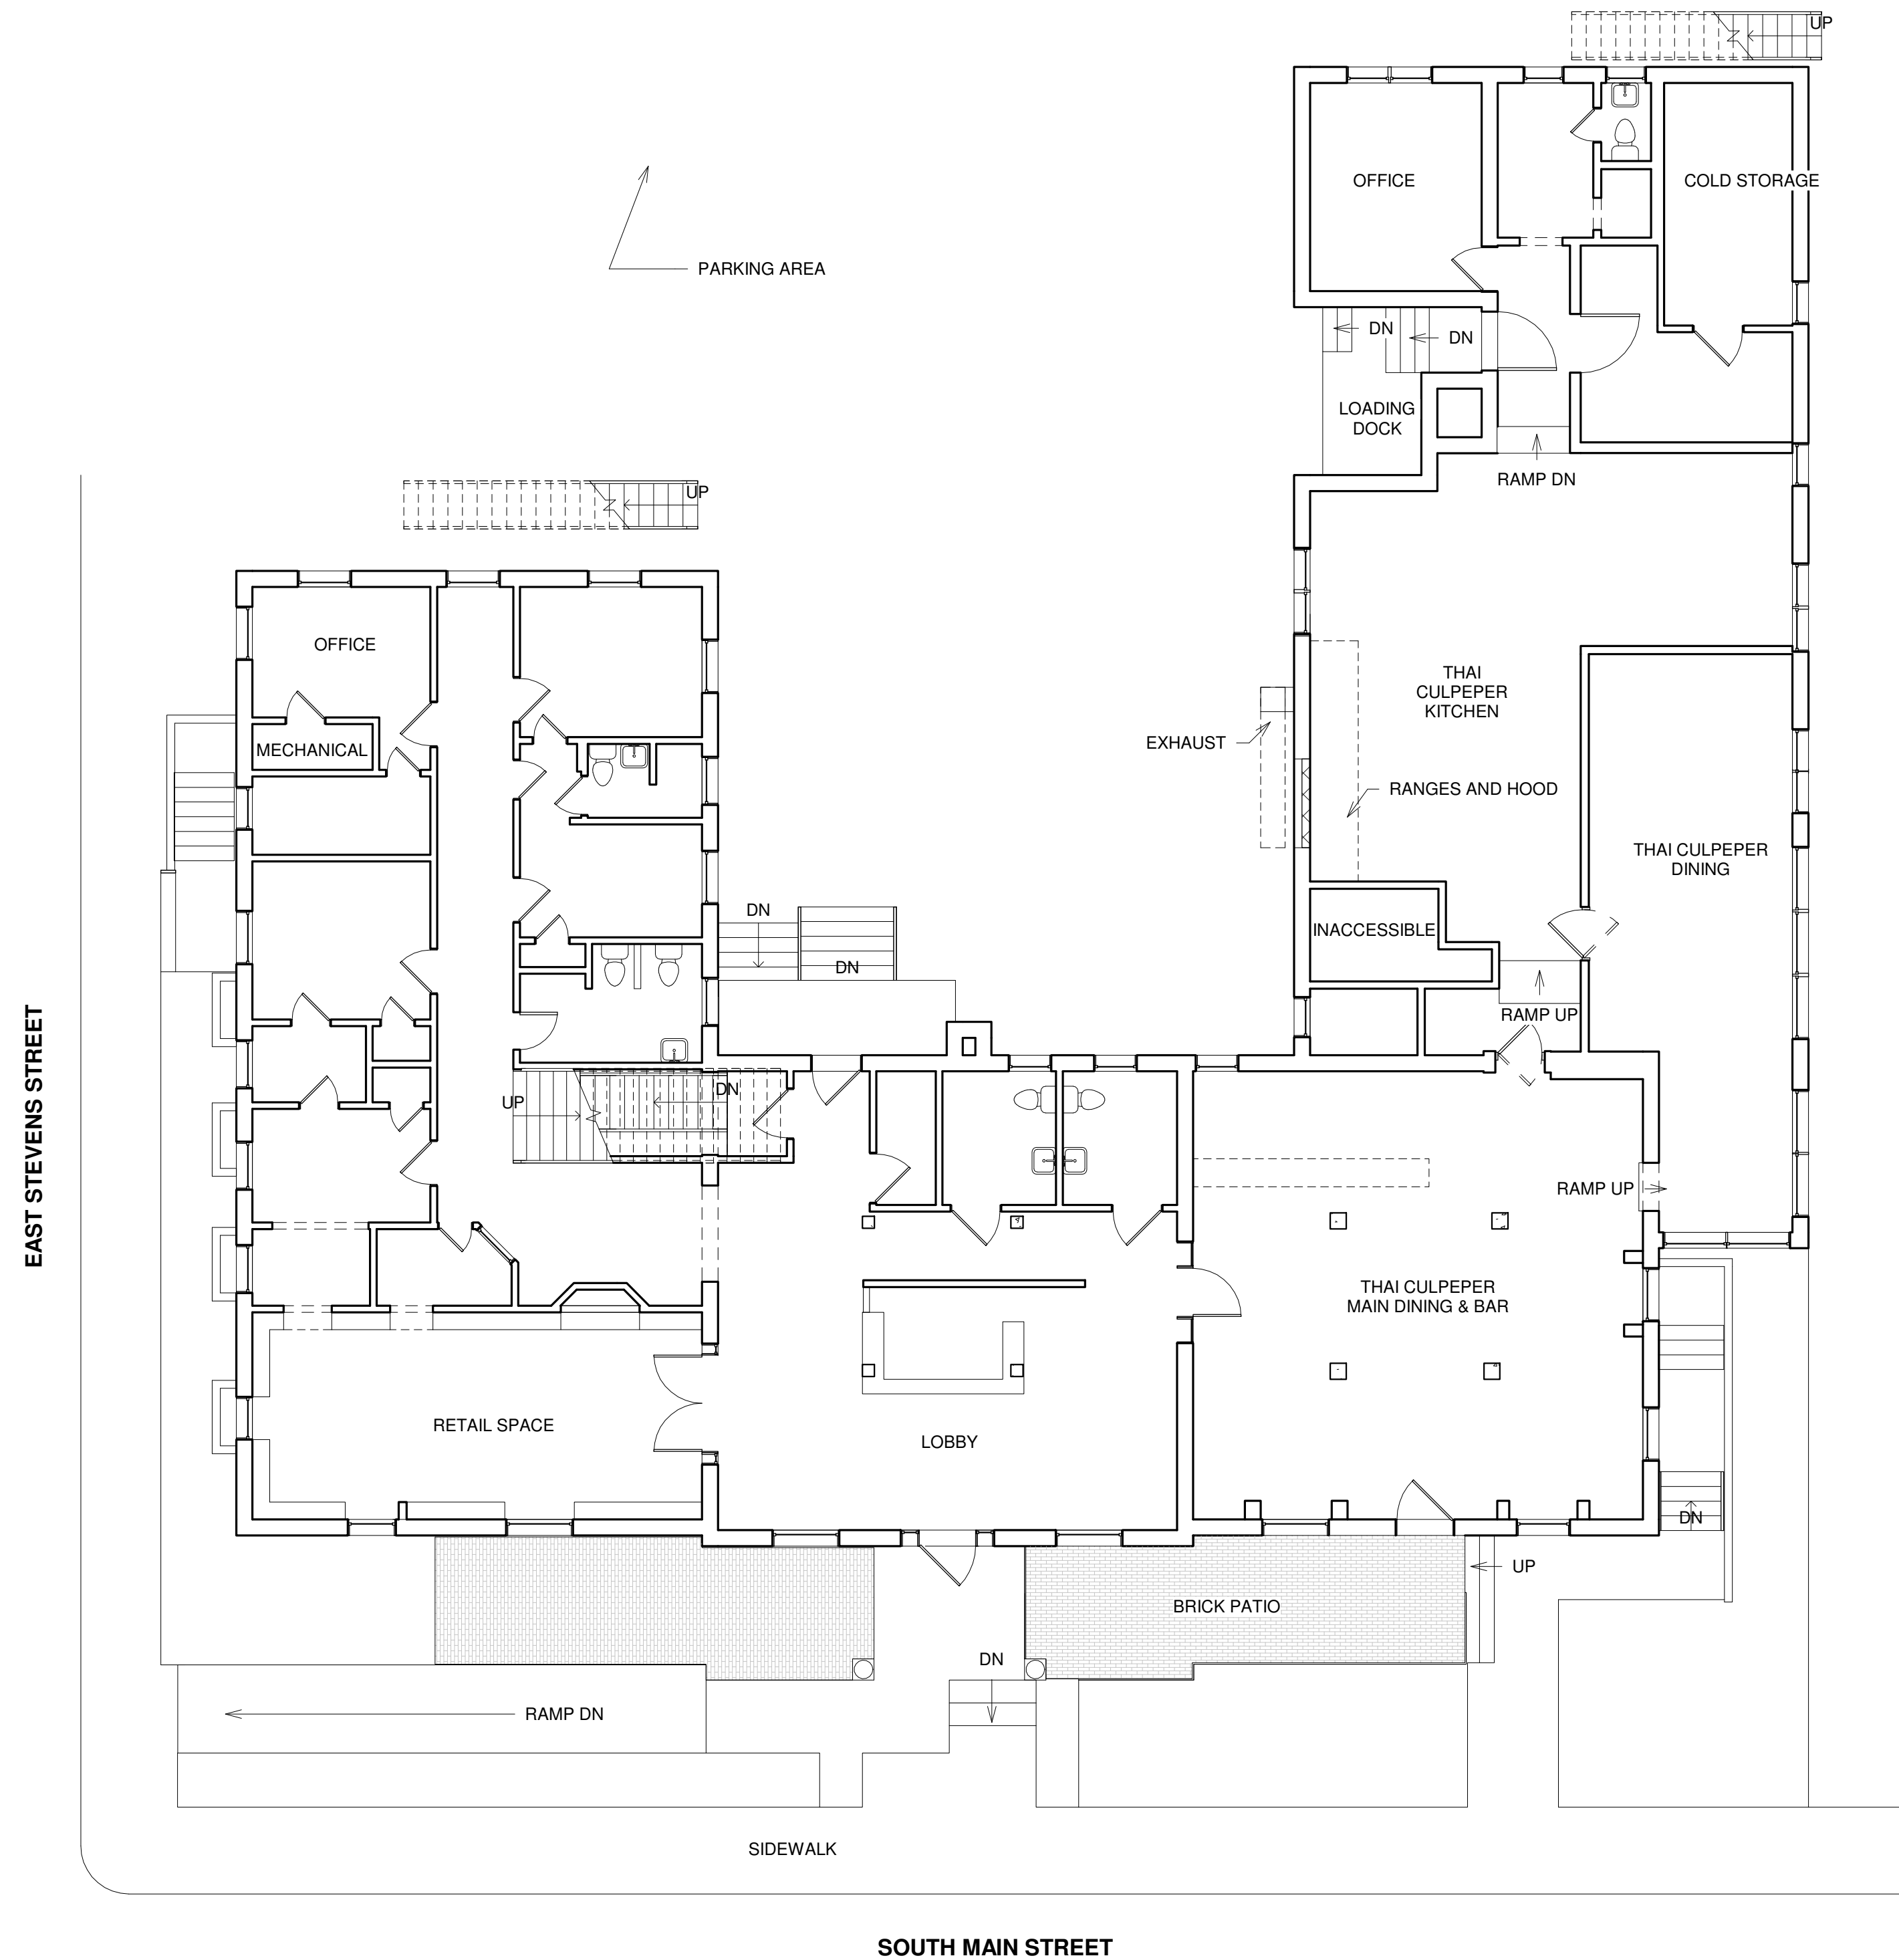 UP
OFFICE
COLD STORAGE
PARKING AREA
DN
DN
LOADING
DOCK
RAMP DN
UP
OFFICE
MECHANICAL
THAI
CULPEPER
KITCHEN
EXHAUST
RANGES AND HOOD
THAI CULPEPER
DINING
DN
INACCESSIBLE
DN
RAMP UP
EAST STEVENS STREET
UP
DN
RAMP UP
THAI CULPEPER
MAIN DINING & BAR
RETAIL SPACE
LOBBY
DN
UP
BRICK PATIO
DN
RAMP DN
SIDEWALK
SOUTH MAIN STREET